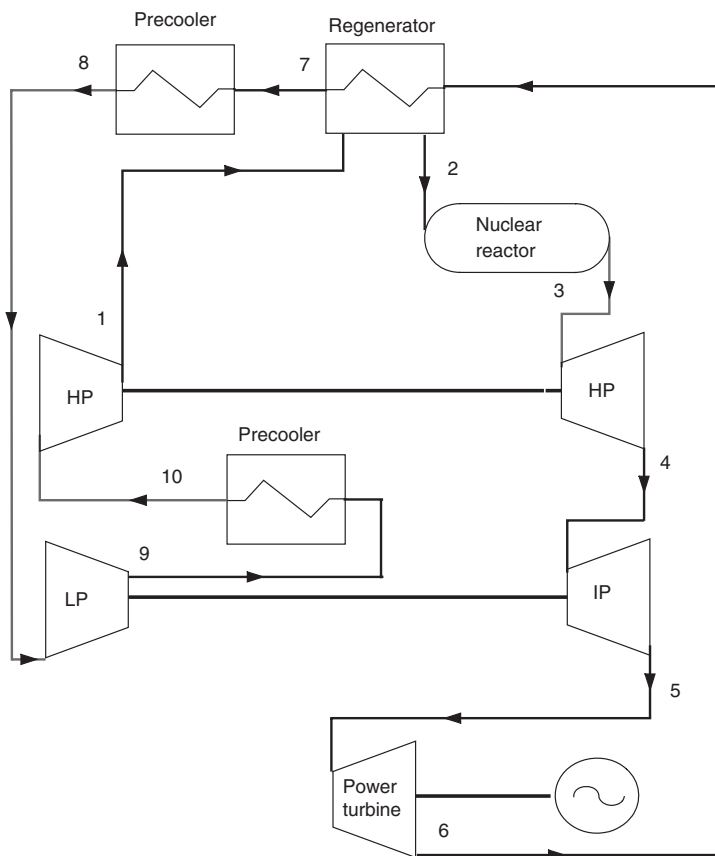 Precooler
Regenerator
8
7
2
Nuclear
reactor
3
1
HP
HP
Precooler
10
4
9
LP
IP
5
Power
turbine
6